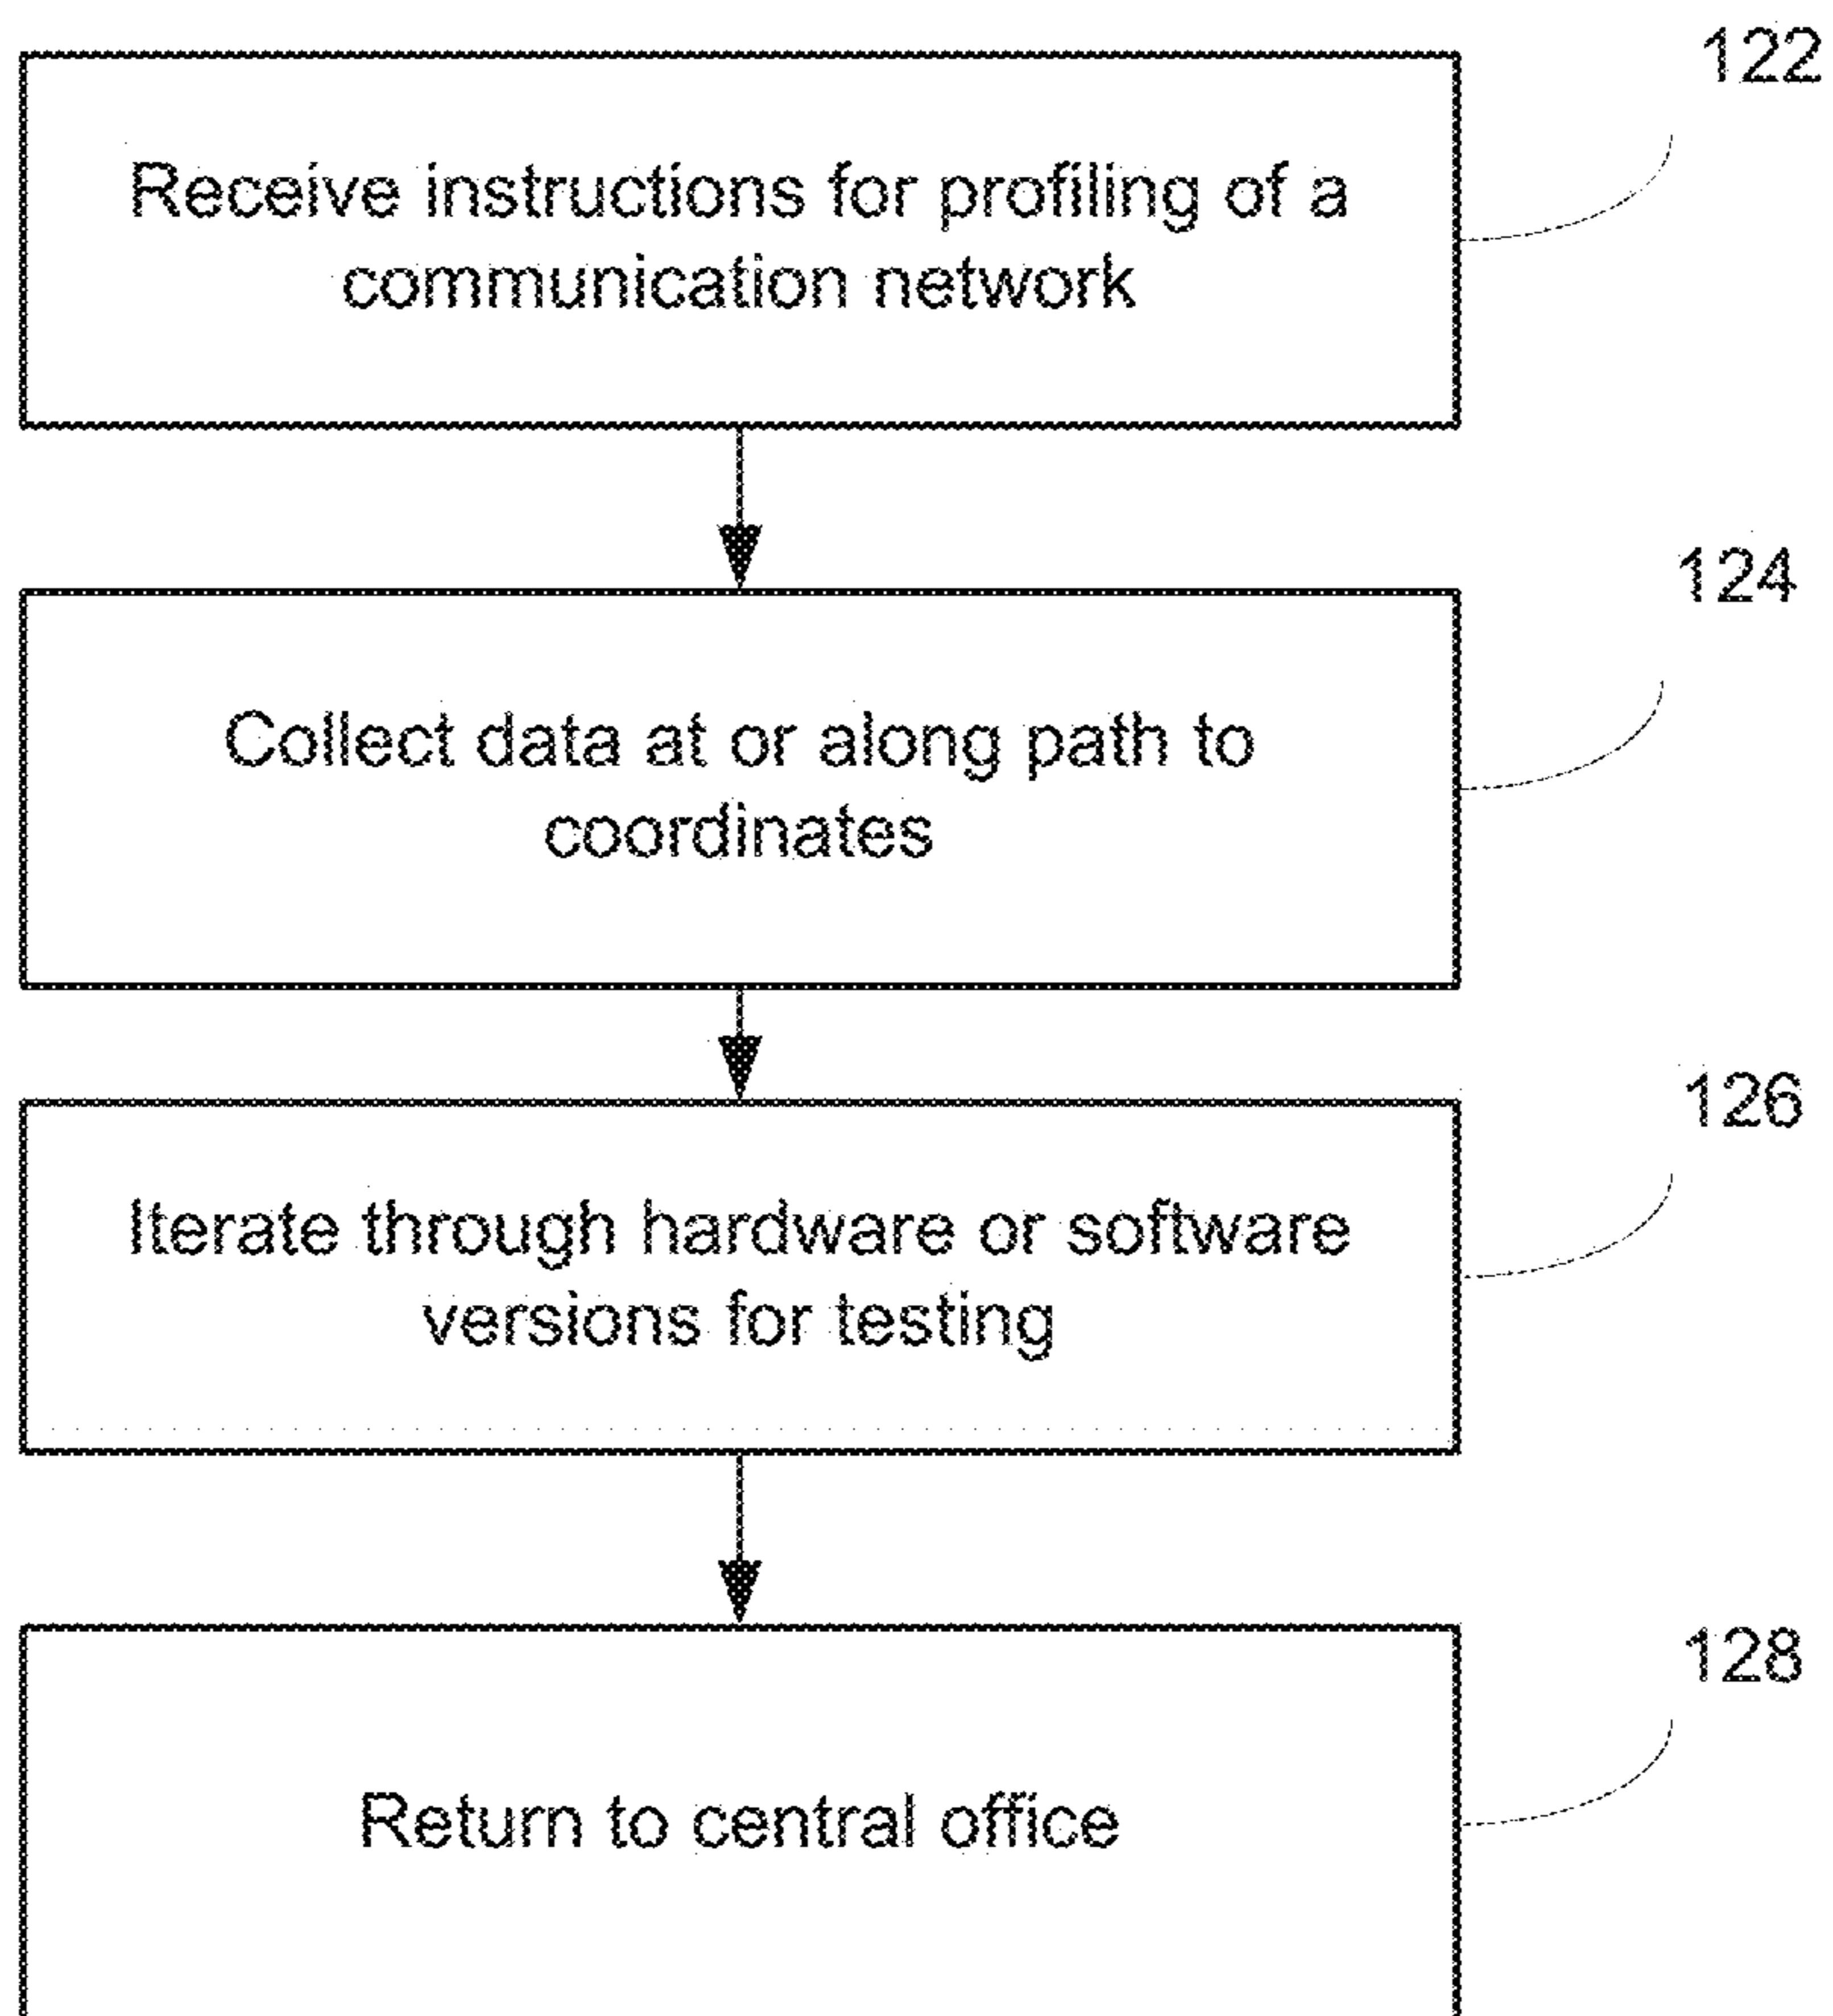 122
Receive instructions for profiling of a
communication network
124
Collect data at or along path to
coordinates
126
Iterate through hardware or software
versions for testing
128
Return to central office